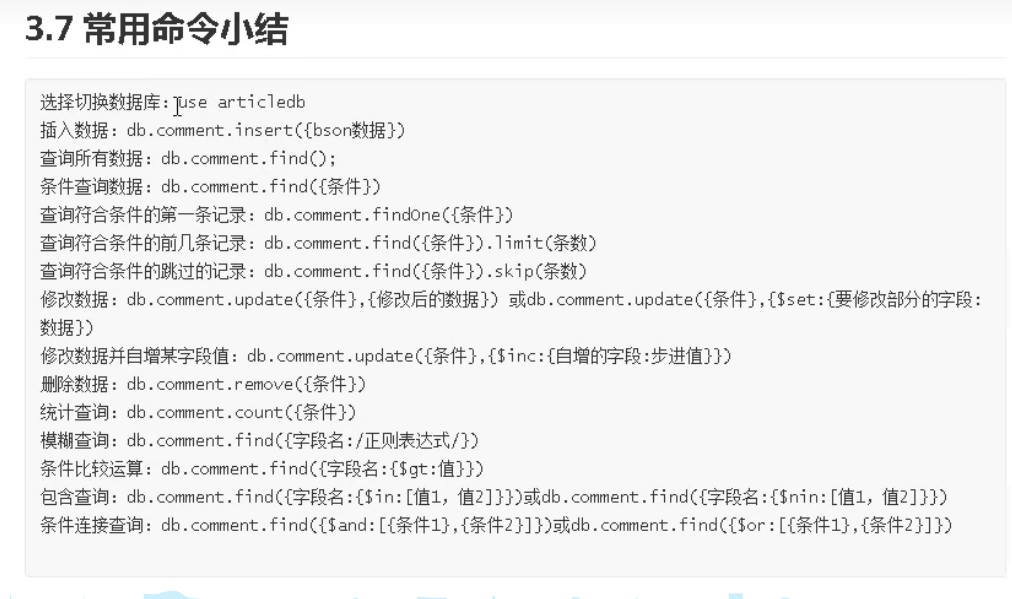 3.7 常用命令小结
选择切换数据库：use articledb
插入数据：db.comment.insert({bson数据})
查询所有数据：db.comment.find();
条件查询数据：db.comment.find({条件})
查询符合条件的第一条记录：db.comment.findOne({条件})
查询符合条件的前几条记录：db.comment.find({条件}).limit(条数)
查询符合条件的跳过的记录：db.comment.find({条件}).skip(条数)
修改数据：db.comment.update({条件},{修改后的数据}) 或db.comment.update({条件},{$set:{要修改部分的字段:
数据})
修改数据并自增某字段值：db.comment.update({条件},{$inc:{自增的字段:步进值}})
删除数据：db.comment.remove({条件})
统计查询：db.comment.count({条件})
模糊查询：db.comment.find({字段名:/正则表达式/})
条件比较运算：db.comment.find({字段名:{$gt:值}})
包含查询：db.comment.find({字段名:{$in:[值1，值2]}})或db.comment.find({字段名:{$nin:[值1，值2]}})
条件连接查询：db.comment.find({$and:[{条件1},{条件2}]})或db.comment.find({$or:[{条件1},{条件2}]})